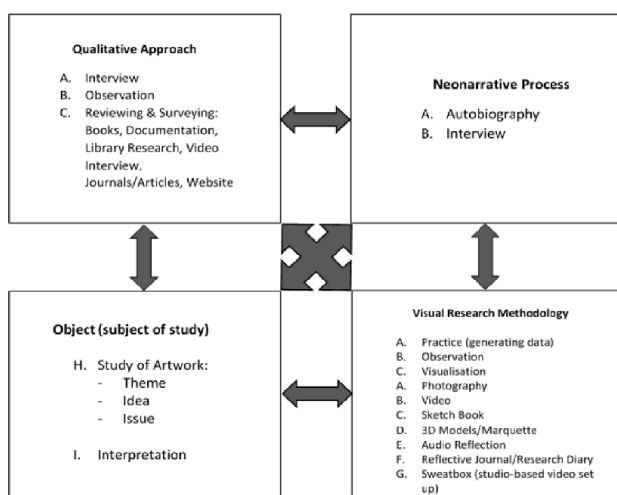 Qualitative Approach
A. Interview
B. Observation
C. Reviewing & Surveying:
Books, Documentation,
Library Research, Video
Interview,
Journals/Articles, Website
Neonarrative Process
A. Autobiography
B. Interview
Object (subject of study)
H. Study of Artwork:
- Theme
- Idea
- Issue
I. Interpretation
Visual Research Methodology
A. Practice (generating data)
B. Observation
C. Visualisation
A. Photography
B. Video
C. Sketch Book
D. 3D Models/Marquette
E. Audio Reflection
F. Reflective Journal/Research Diary
G. Sweatbox (studio-based video set
up)